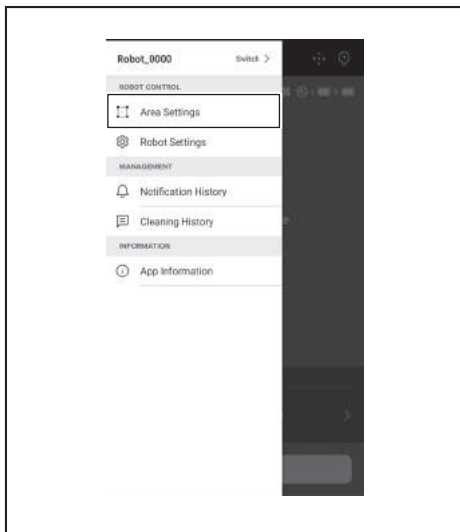 Robot_0000 Switch >
ROBOT CONTROL
Area Settings
Robot Settings
MANAGEMENT
Notification History
Cleaning History
INFORMATION
App Information